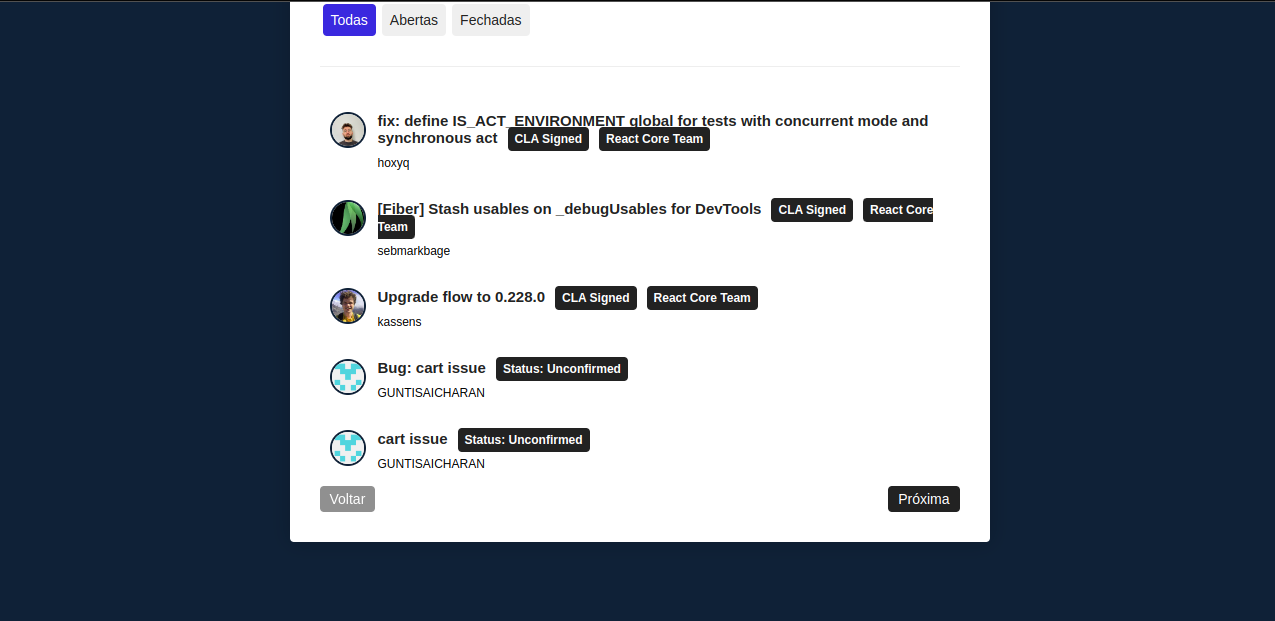 Todas Abertas Fechadas
fix: define IS_ACT_ENVIRONMENT global for tests with concurrent mode and
synchronous act CLA Signed React Core Team
hoxyq
[Fiber] Stash usables on _debugUsables for DevTools CLA Signed React Core
Team
sebmarkbage
Upgrade flow to 0.228.0 CLA Signed React Core Team
kassens
Bug: cart issue Status: Unconfirmed
GUNTISAICHARAN
cart issue Status: Unconfirmed
GUNTISAICHARAN
Voltar Próxima